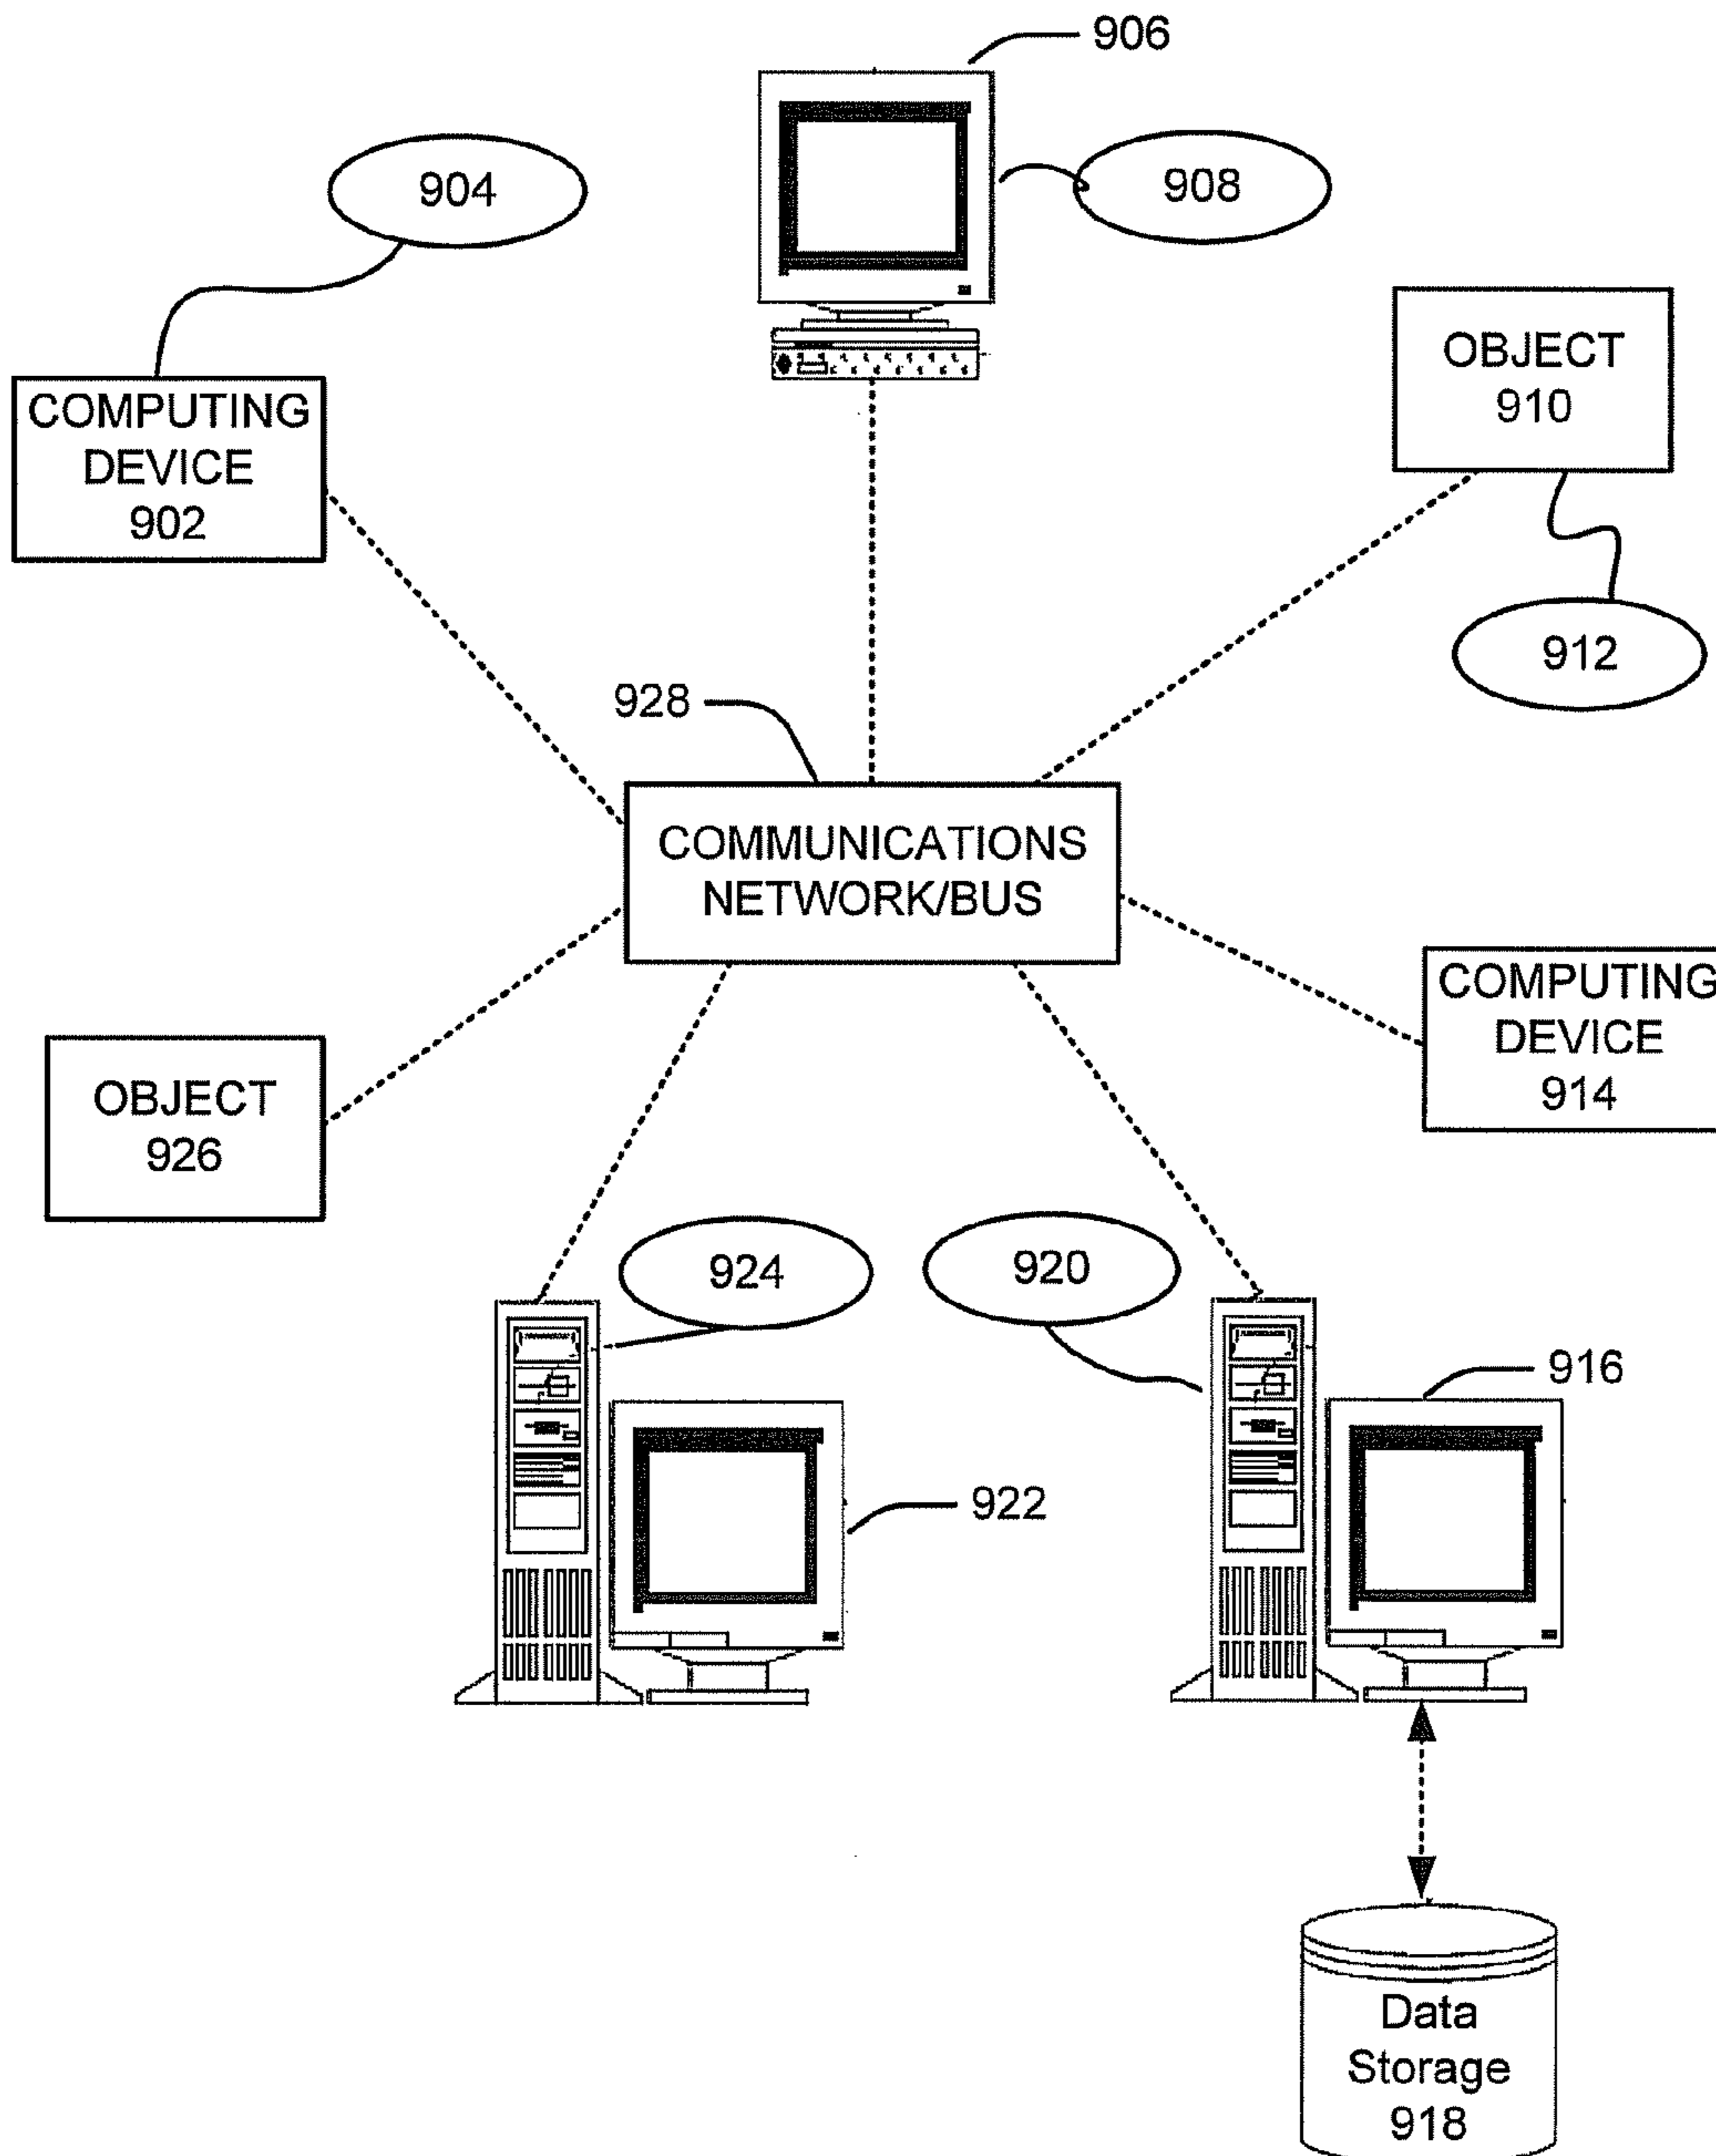 906
904
908
OBJECT
910
COMPUTING
DEVICE
902
912
928
COMMUNICATIONS
NETWORK/BUS
COMPUTING
DEVICE
914
OBJECT
926
924
920
916
922
Data
Storage
918